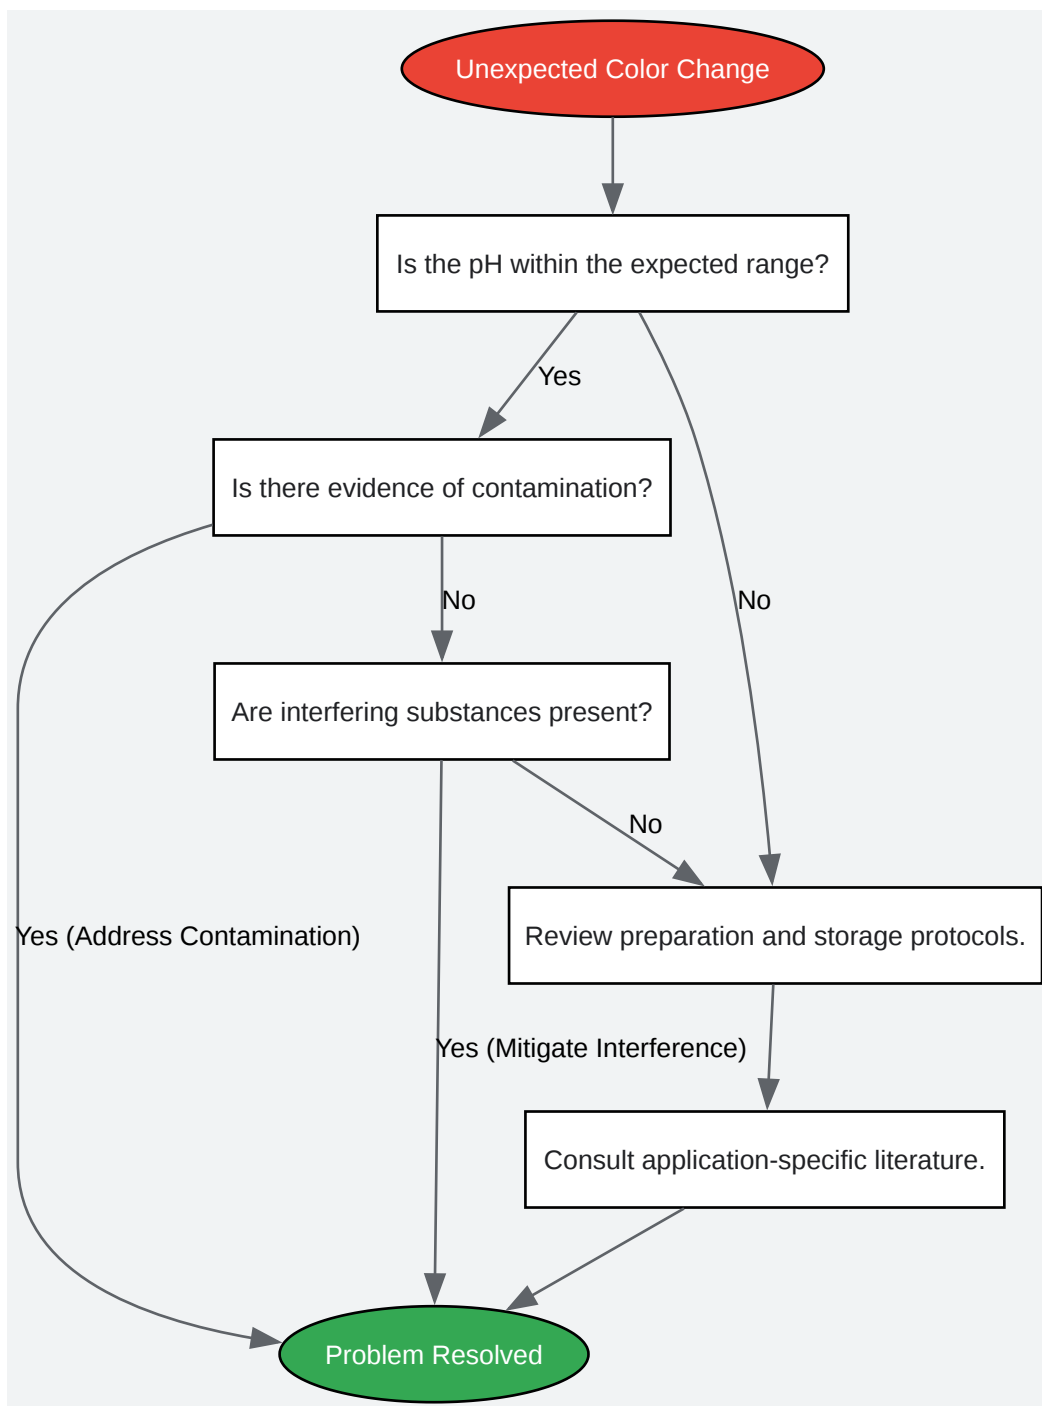 Unexpected Color Change
Is the pH within the expected range?
Yes
Is there evidence of contamination?
No
No
Are interfering substances present?
No
Review preparation and storage protocols.
Yes (Address Contamination)
Yes (Mitigate Interference)
Consult application-specific literature.
Problem Resolved